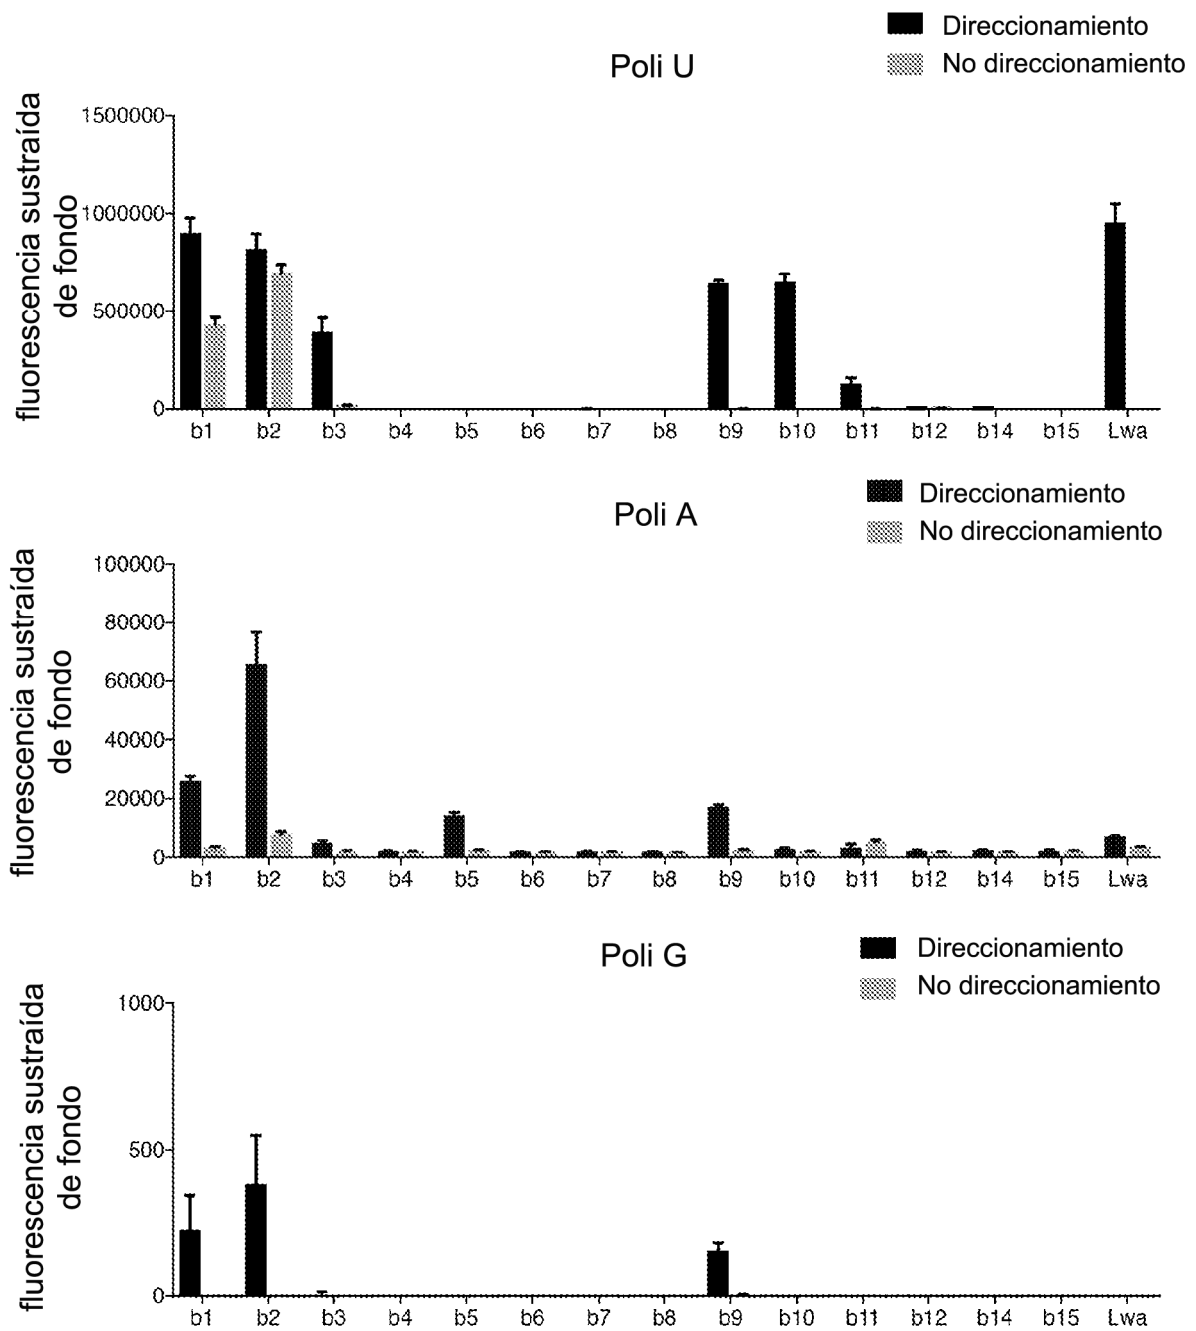 Direccionamiento
No direccionamiento
Poli U
fluorescencia sustraída
de fondo
1500000
1000000
500000
0
b1 b2 b3 b4 b5 b6 b7 b8 b9 b10 b11 b12 b14 b15 Lwa
Direccionamiento
No direccionamiento
Poli A
fluorescencia sustraída
de fondo
100000
80000
60000
40000
20000
0
b1 b2 b3 b4 b5 b6 b7 b8 b9 b10 b11 b12 b14 b15 Lwa
Direccionamiento
No direccionamiento
Poli G
fluorescencia sustraída
de fondo
1000
500
0
b1 b2 b3 b4 b5 b6 b7 b8 b9 b10 b11 b12 b14 b15 Lwa